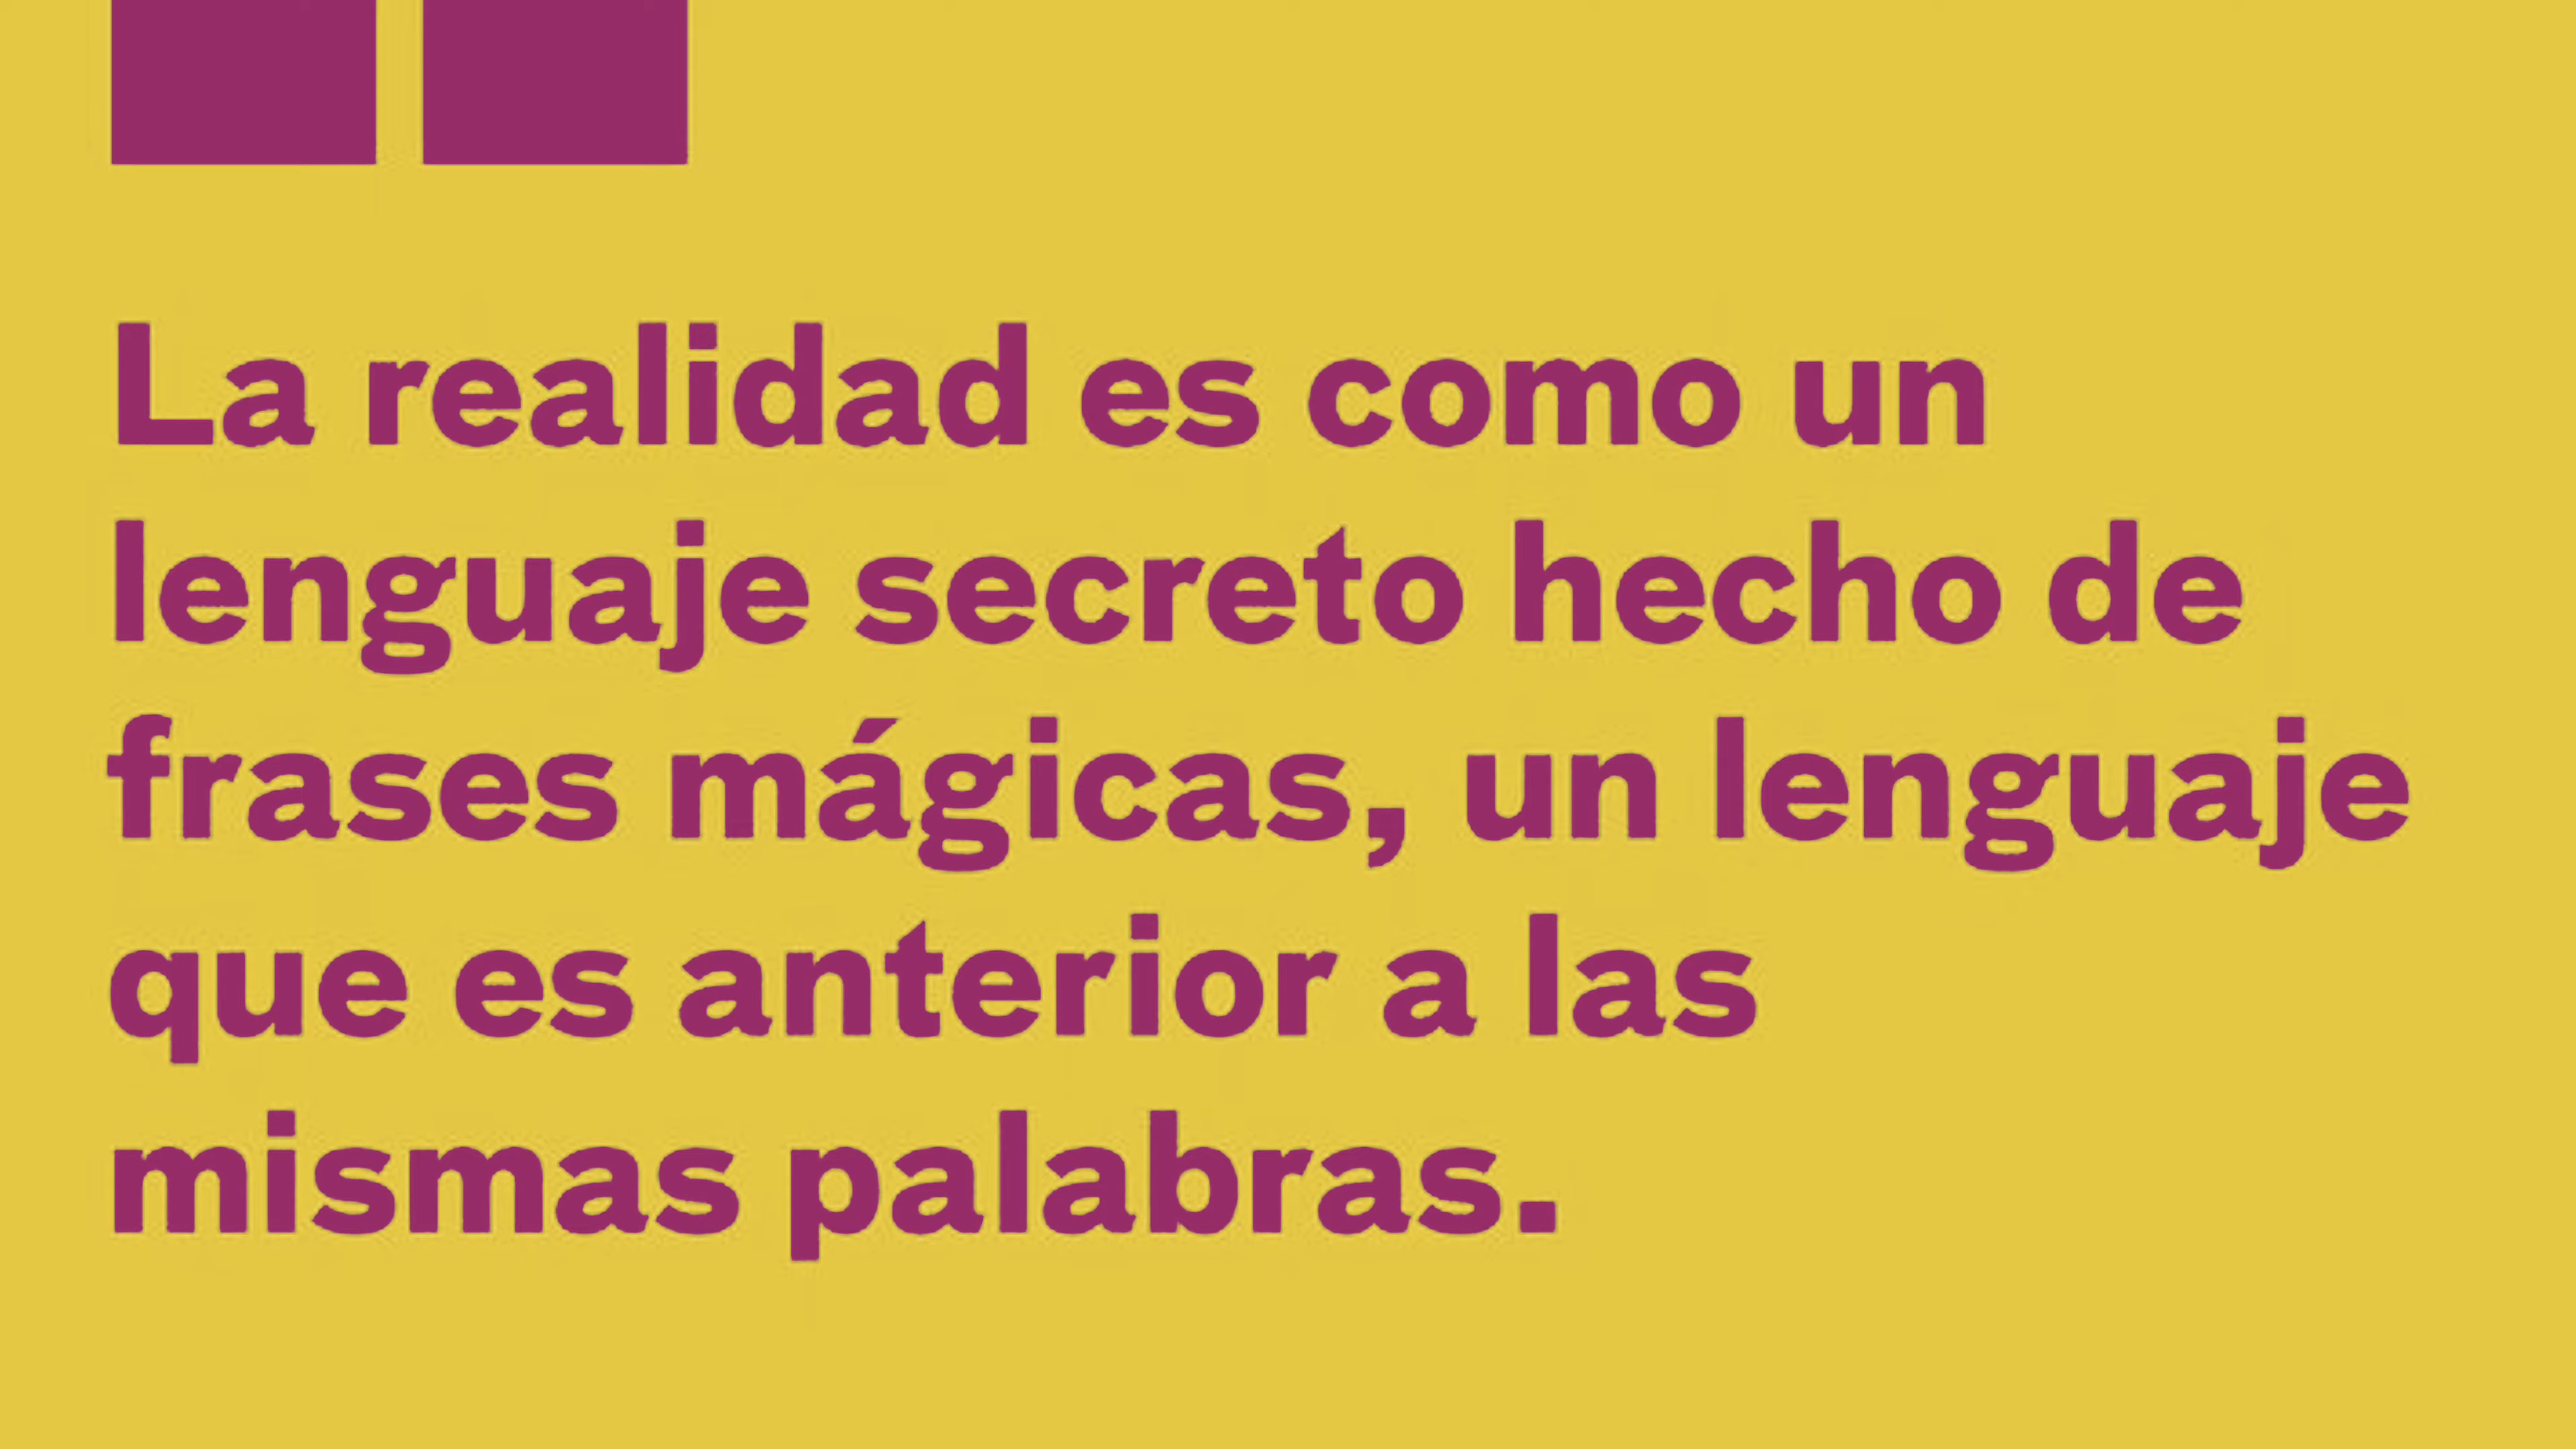 La realidad es como un
lenguaje secreto hecho de
frases mágicas, un lenguaje
que es anterior a las
mismas palabras.